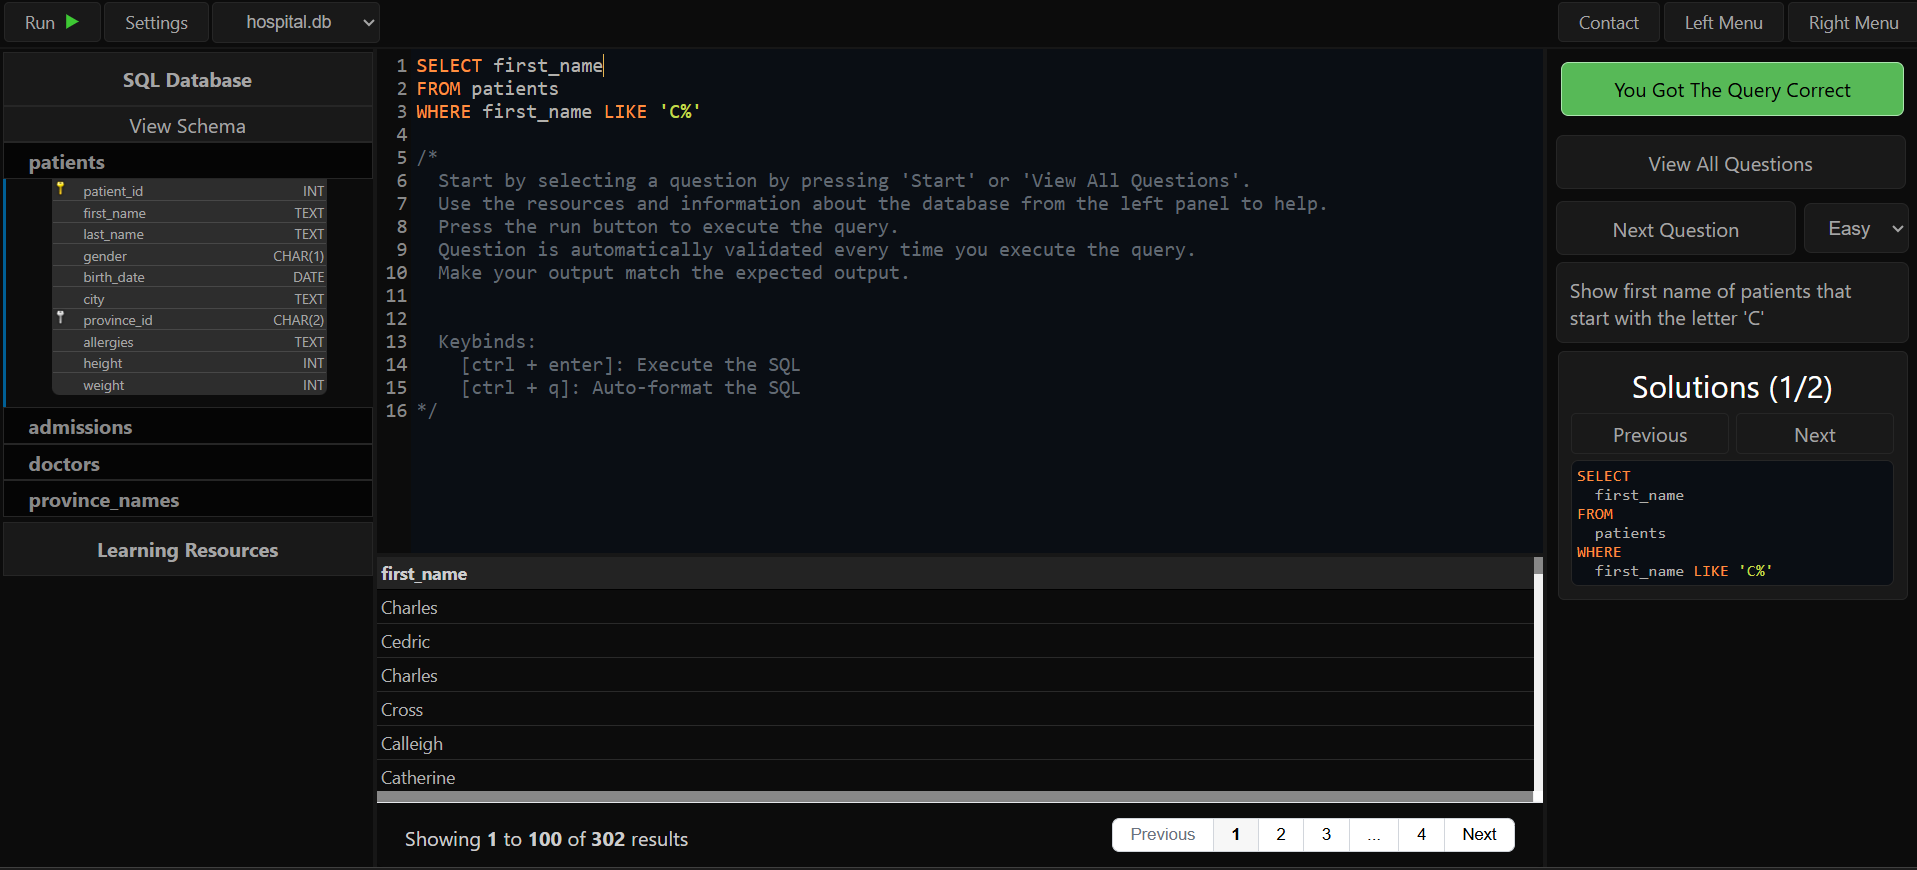 Run
Settings
hospital.db
Contact
Left Menu
Right Menu
SQL Database
View Schema
patients
patient_id INT
first_name TEXT
last_name TEXT
gender CHAR(1)
birth_date DATE
city TEXT
province_id CHAR(2)
allergies TEXT
height INT
weight INT
admissions
doctors
province_names
Learning Resources
1 SELECT first_name
2 FROM patients
3 WHERE first_name LIKE 'C%'
4
5 /*
6 Start by selecting a question by pressing 'Start' or 'View All Questions'.
7 Use the resources and information about the database from the left panel to help.
8 Press the run button to execute the query.
9 Question is automatically validated every time you execute the query.
10 Make your output match the expected output.
11
12
13 Keybinds:
14 [ctrl + enter]: Execute the SQL
15 [ctrl + q]: Auto-format the SQL
16 */
first_name
Charles
Cedric
Charles
Cross
Calleigh
Catherine
Showing 1 to 100 of 302 results
Previous 1 2 3 ... 4 Next
You Got The Query Correct
View All Questions
Next Question
Easy
Show first name of patients that
start with the letter 'C'
Solutions (1/2)
Previous
Next
SELECT
first_name
FROM
patients
WHERE
first_name LIKE 'C%'